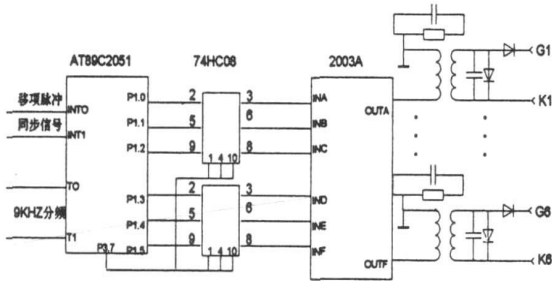 AT89C2051 74HC08 2003A
移项脉冲 INTO P1.0 2 3 INA G1
同步信号 INT1 P1.1 5 6 INB OUTA K1
P1.2 9 8 INC
1 4 10
TO P1.3 2 3 IND
9KHZ分频 P1.4 5 6 INE G6
T1 P1.5 9 8 INF OUTF K6
P3.7 1 4 10